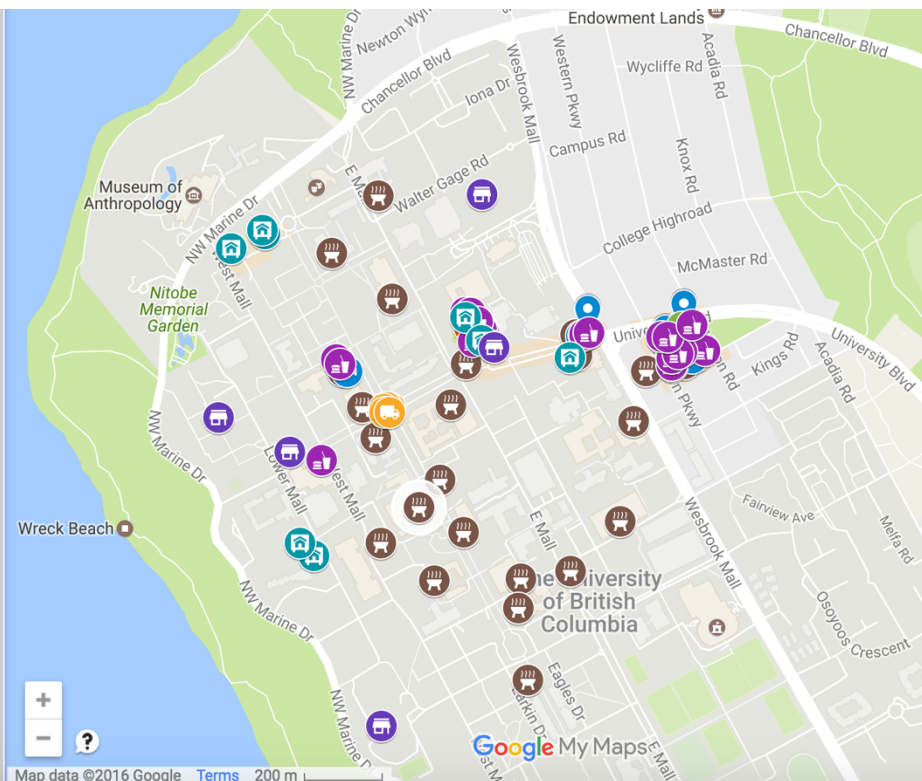 Endowment Lands
NW Marine Dr
Newton Wy
Chancellor Blvd
Chancellor Blvd
Wesbrook Mall
Western Pkwy
Acadia Rd
Wycliffe Rd
Iona Dr
Campus Rd
Knox Rd
Museum of
Anthropology
NW Marine Dr
Walter Gage Rd
College Highroad
McMaster Rd
West Mall
Nitobe
Memorial
Garden
Kings Rd
Acadia Rd
University Blvd
NW Marine Dr
Lower Mall
West Mall
Wreck Beach
E Mall
Wesbrook Mall
Fairview Ave
Melfa Rd
University
of British
Columbia
NW Marine Dr
Osoyoos Crescent
Eagles Dr
Larkin Dr
NW Marine Dr
E Mall
+
−
?
Google My Maps
Map data ©2016 Google Terms 200 m